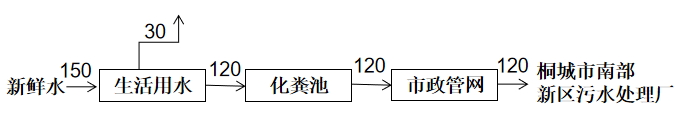 30
新鲜水
150
生活用水
120
化粪池
120
市政管网
120
桐城市南部
新区污水处理厂